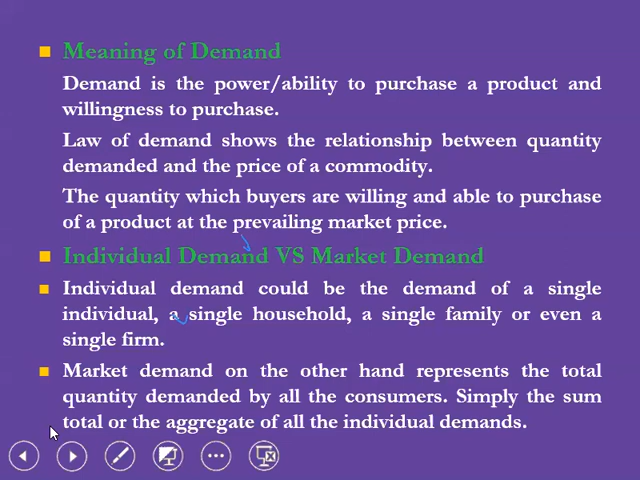 Meaning of Demand
Demand is the power/ability to purchase a product and
willingness to purchase.
Law of demand shows the relationship between quantity
demanded and the price of a commodity.
The quantity which buyers are willing and able to purchase
of a product at the prevailing market price.
Individual Demand VS Market Demand
Individual demand could be the demand of a single
individual, a single household, a single family or even a
single firm.
Market demand on the other hand represents the total
quantity demanded by all the consumers. Simply the sum
total or the aggregate of all the individual demands.